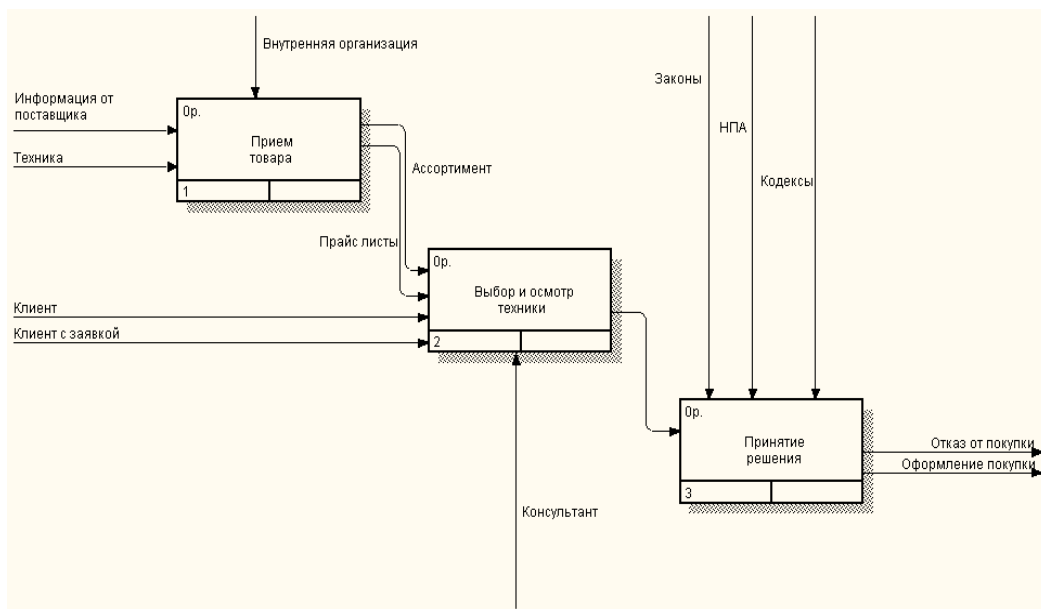 Внутренняя организация
Информация от
поставщика
Техника
0р.
Прием
товара
1
Ассортимент
Прайс листы
Законы
НПА
Кодексы
Клиент
Клиент с заявкой
0р.
Выбор и осмотр
техники
2
Консультант
0р.
Принятие
решения
3
Отказ от покупки
Оформление покупки